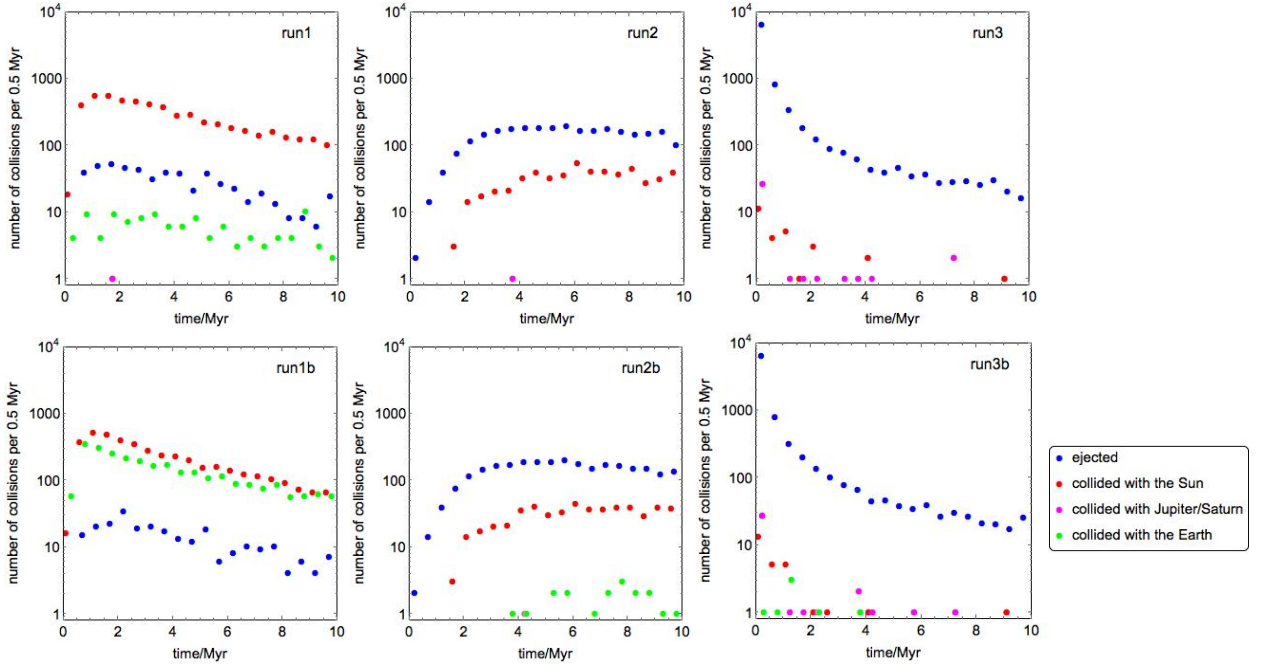 run1
number of collisions per 0.5 Myr
10^4
1000
100
10
1
0 2 4 6 8 10
time/Myr
run2
number of collisions per 0.5 Myr
10^4
1000
100
10
1
0 2 4 6 8 10
time/Myr
run3
number of collisions per 0.5 Myr
10^4
1000
100
10
1
0 2 4 6 8 10
time/Myr
run1b
number of collisions per 0.5 Myr
10^4
1000
100
10
1
0 2 4 6 8 10
time/Myr
run2b
number of collisions per 0.5 Myr
10^4
1000
100
10
1
0 2 4 6 8 10
time/Myr
run3b
number of collisions per 0.5 Myr
10^4
1000
100
10
1
0 2 4 6 8 10
time/Myr
ejected
collided with the Sun
collided with Jupiter/Saturn
collided with the Earth